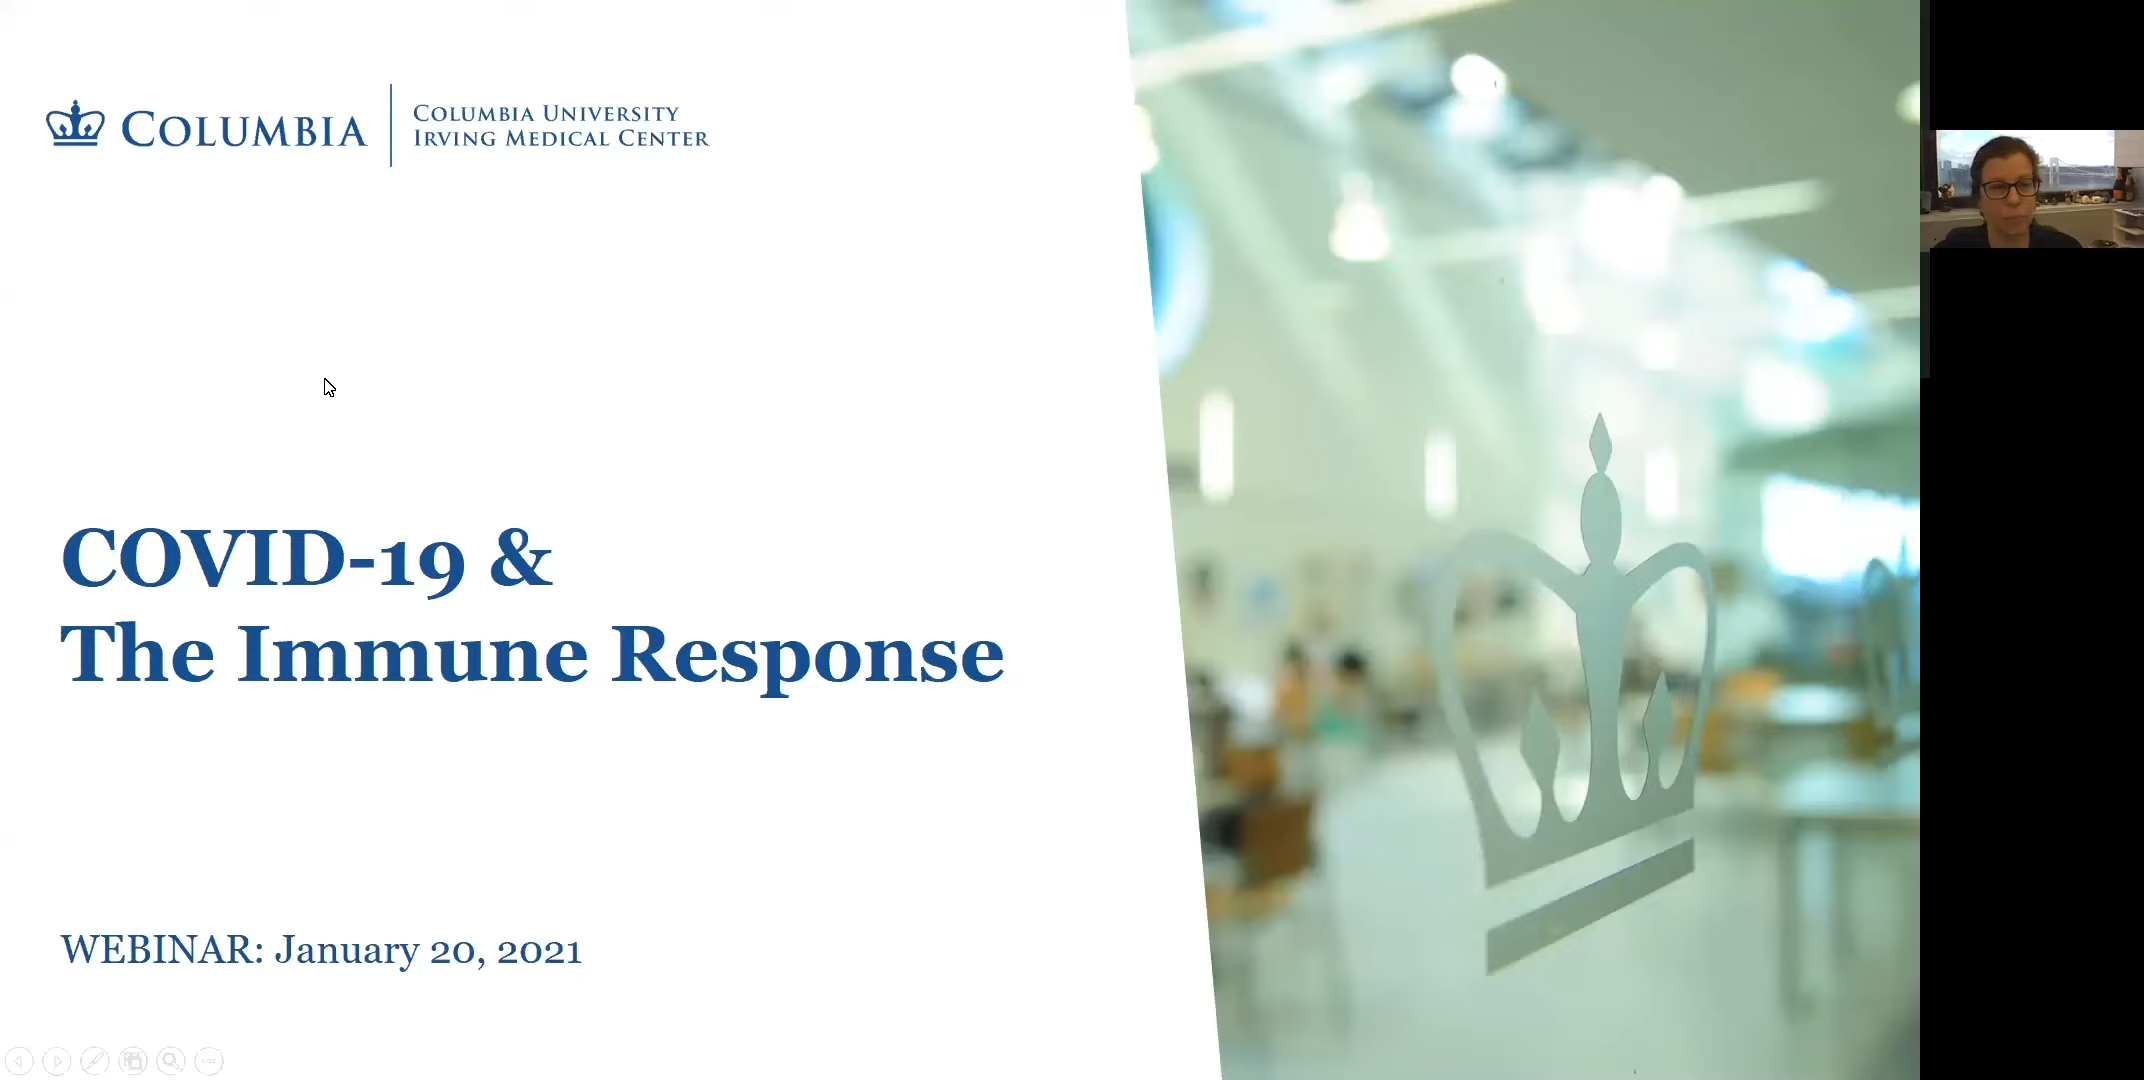 COLUMBIA
COLUMBIA UNIVERSITY
IRVING MEDICAL CENTER
COVID-19 &
The Immune Response
WEBINAR: January 20, 2021